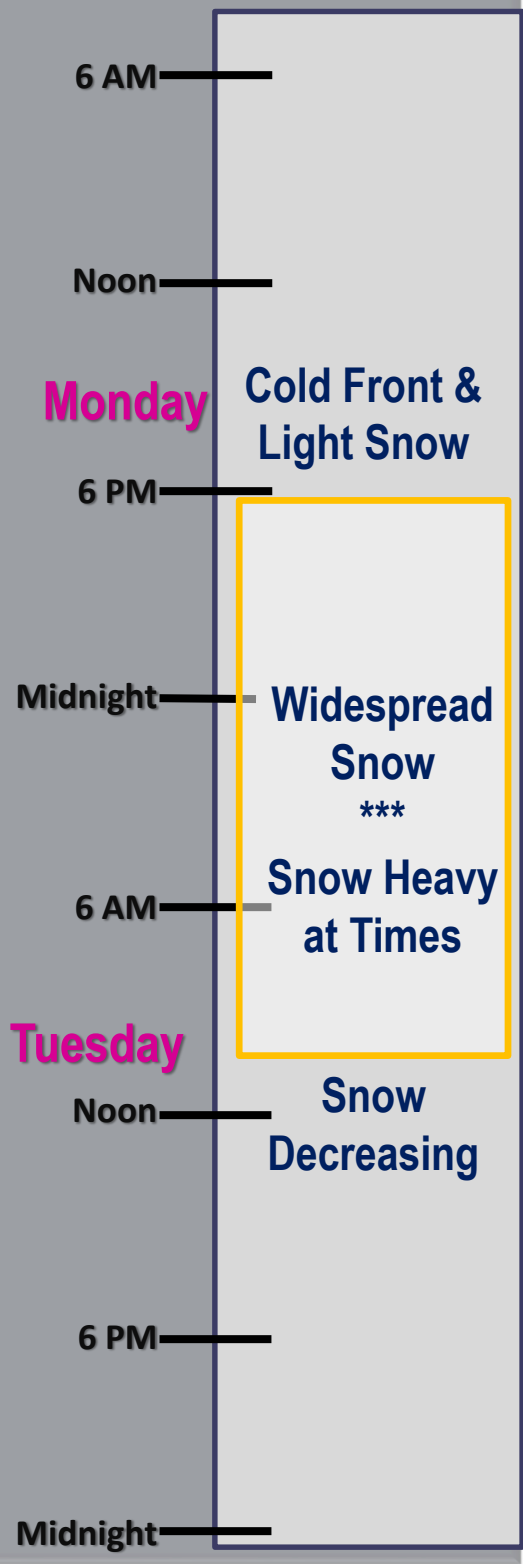 6 AM
Noon
Monday
Cold Front &
Light Snow
6 PM
Midnight
Widespread
Snow
***
Snow Heavy
at Times
6 AM
Tuesday
Noon
Snow
Decreasing
6 PM
Midnight